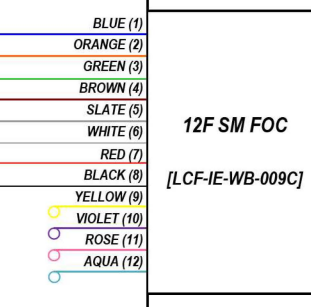 BLUE (1)
ORANGE (2)
GREEN (3)
BROWN (4)
SLATE (5)
WHITE (6)
RED (7)
BLACK (8)
YELLOW (9)
VIOLET (10)
ROSE (11)
AQUA (12)
12F SM FOC
[LCF-IE-WB-009C]